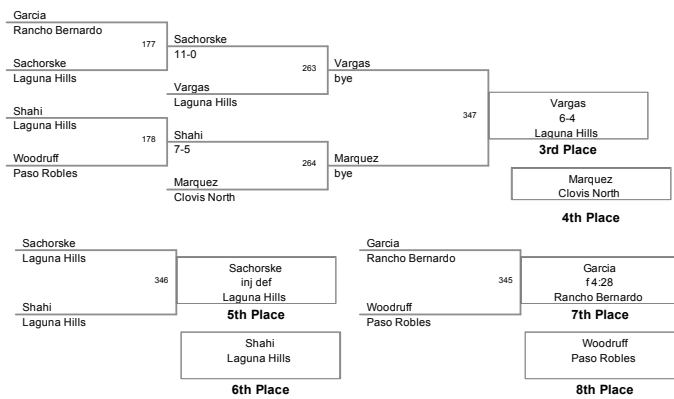 Garcia
Rancho Bernardo
177
Sachorske
11-0
Sachorske
Laguna Hills
263
Vargas
bye
Vargas
Laguna Hills
Shahi
Laguna Hills
347
Vargas
6-4
Laguna Hills
3rd Place
178
Shahi
7-5
Woodruff
Paso Robles
264
Marquez
bye
Marquez
Clovis North
Marquez
Clovis North
4th Place
Sachorske
Laguna Hills
346
Sachorske
inj def
Laguna Hills
5th Place
Shahi
Laguna Hills
Shahi
Laguna Hills
6th Place
Garcia
Rancho Bernardo
345
Garcia
f 4:28
Rancho Bernardo
7th Place
Woodruff
Paso Robles
Woodruff
Paso Robles
8th Place